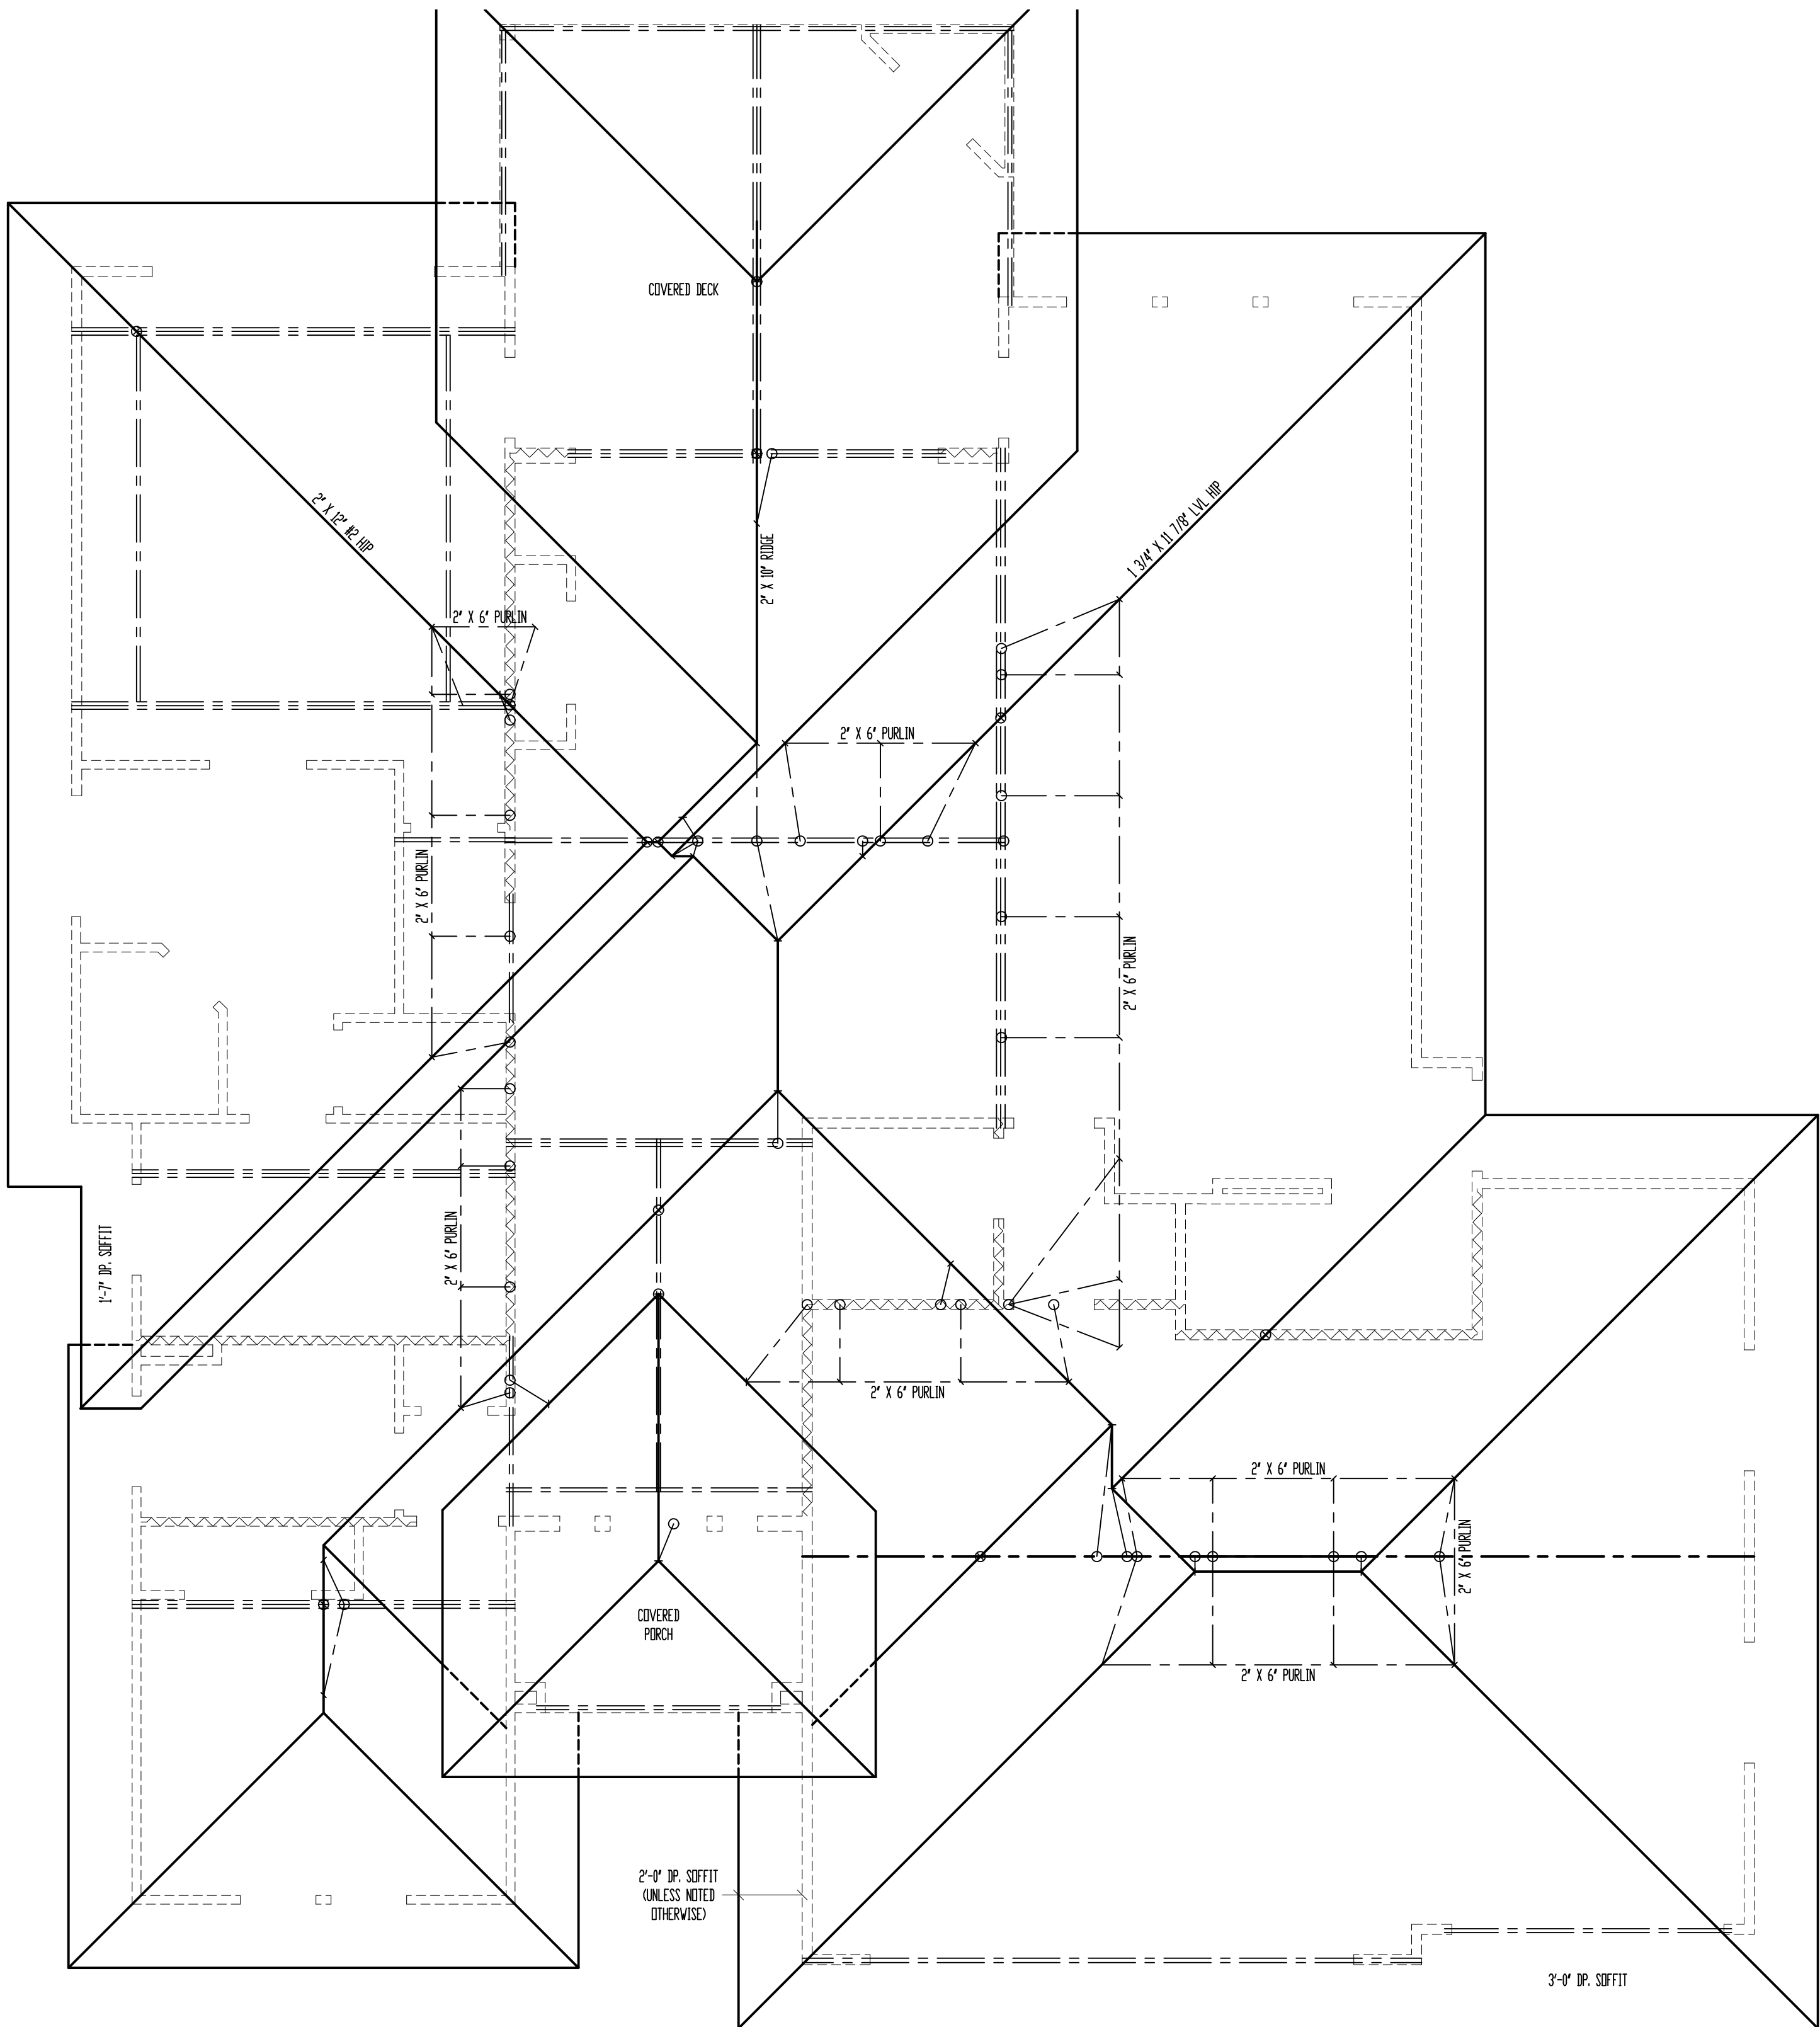 COVERED DECK
2" X 12" #2 HIP
1 3/4" X 11 7/8" LVL HIP
2" X 10" RIDGE
2" X 6" PURLIN
2" X 6" PURLIN
2" X 6" PURLIN
2" X 6" PURLIN
2" X 6" PURLIN
1'-7" DP. SOFFIT
2" X 6" PURLIN
2" X 6" PURLIN
2" X 6" PURLIN
2" X 6" PURLIN
COVERED
PORCH
2'-0" DP. SOFFIT
(UNLESS NOTED
OTHERWISE)
3'-0" DP. SOFFIT